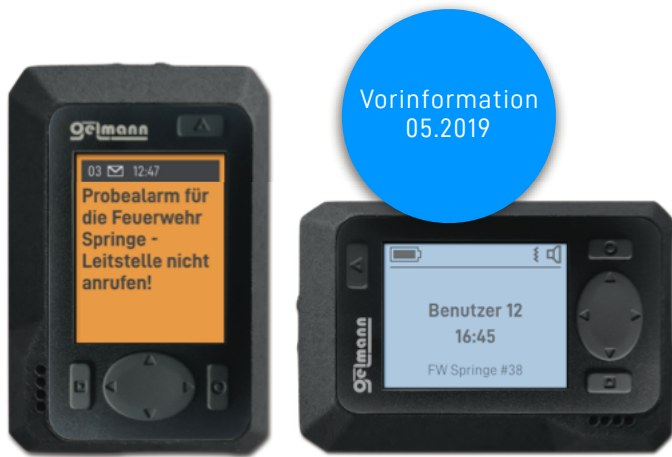 Vorinformation
05.2019
gelmann
03 12:47
Probealarm für
die Feuerwehr
Springe -
Leitstelle nicht
anrufen!
gelmann
Benutzer 12
16:45
FW Springe #38